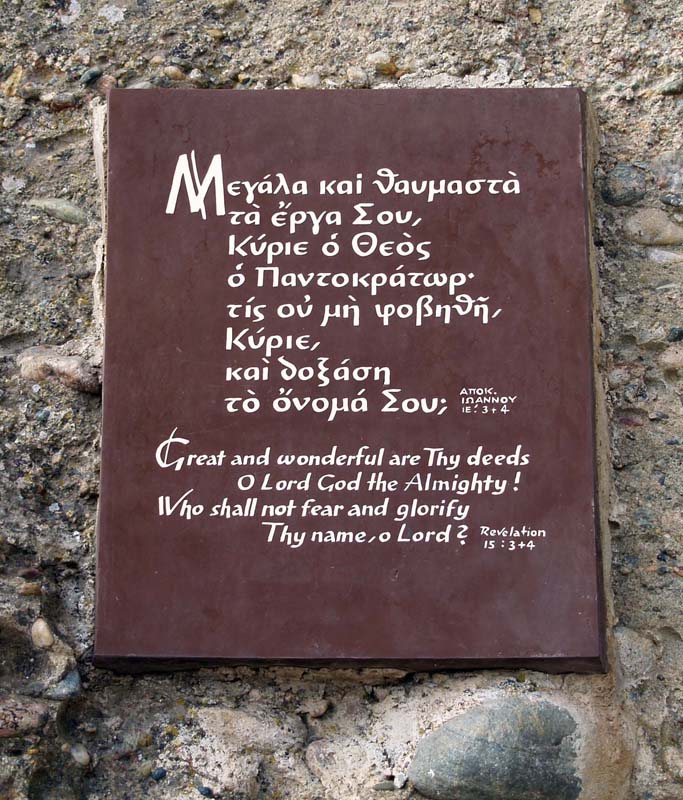 Μεγάλα καὶ θαυμαστὰ
τὰ ἔργα Σου,
Κύριε ὁ Θεὸς
ὁ Παντοκράτωρ·
τίς οὐ μὴ φοβηθῆ,
Κύριε,
καὶ δοξάση
τὸ ὄνομά Σου;
ΑΠΟΚ.
ΙΩΑΝΝΟΥ
ΙΕ΄: 3+4
Great and wonderful are Thy deeds
O Lord God the Almighty!
Who shall not fear and glorify
Thy name, o Lord?
Revelation
15:3+4